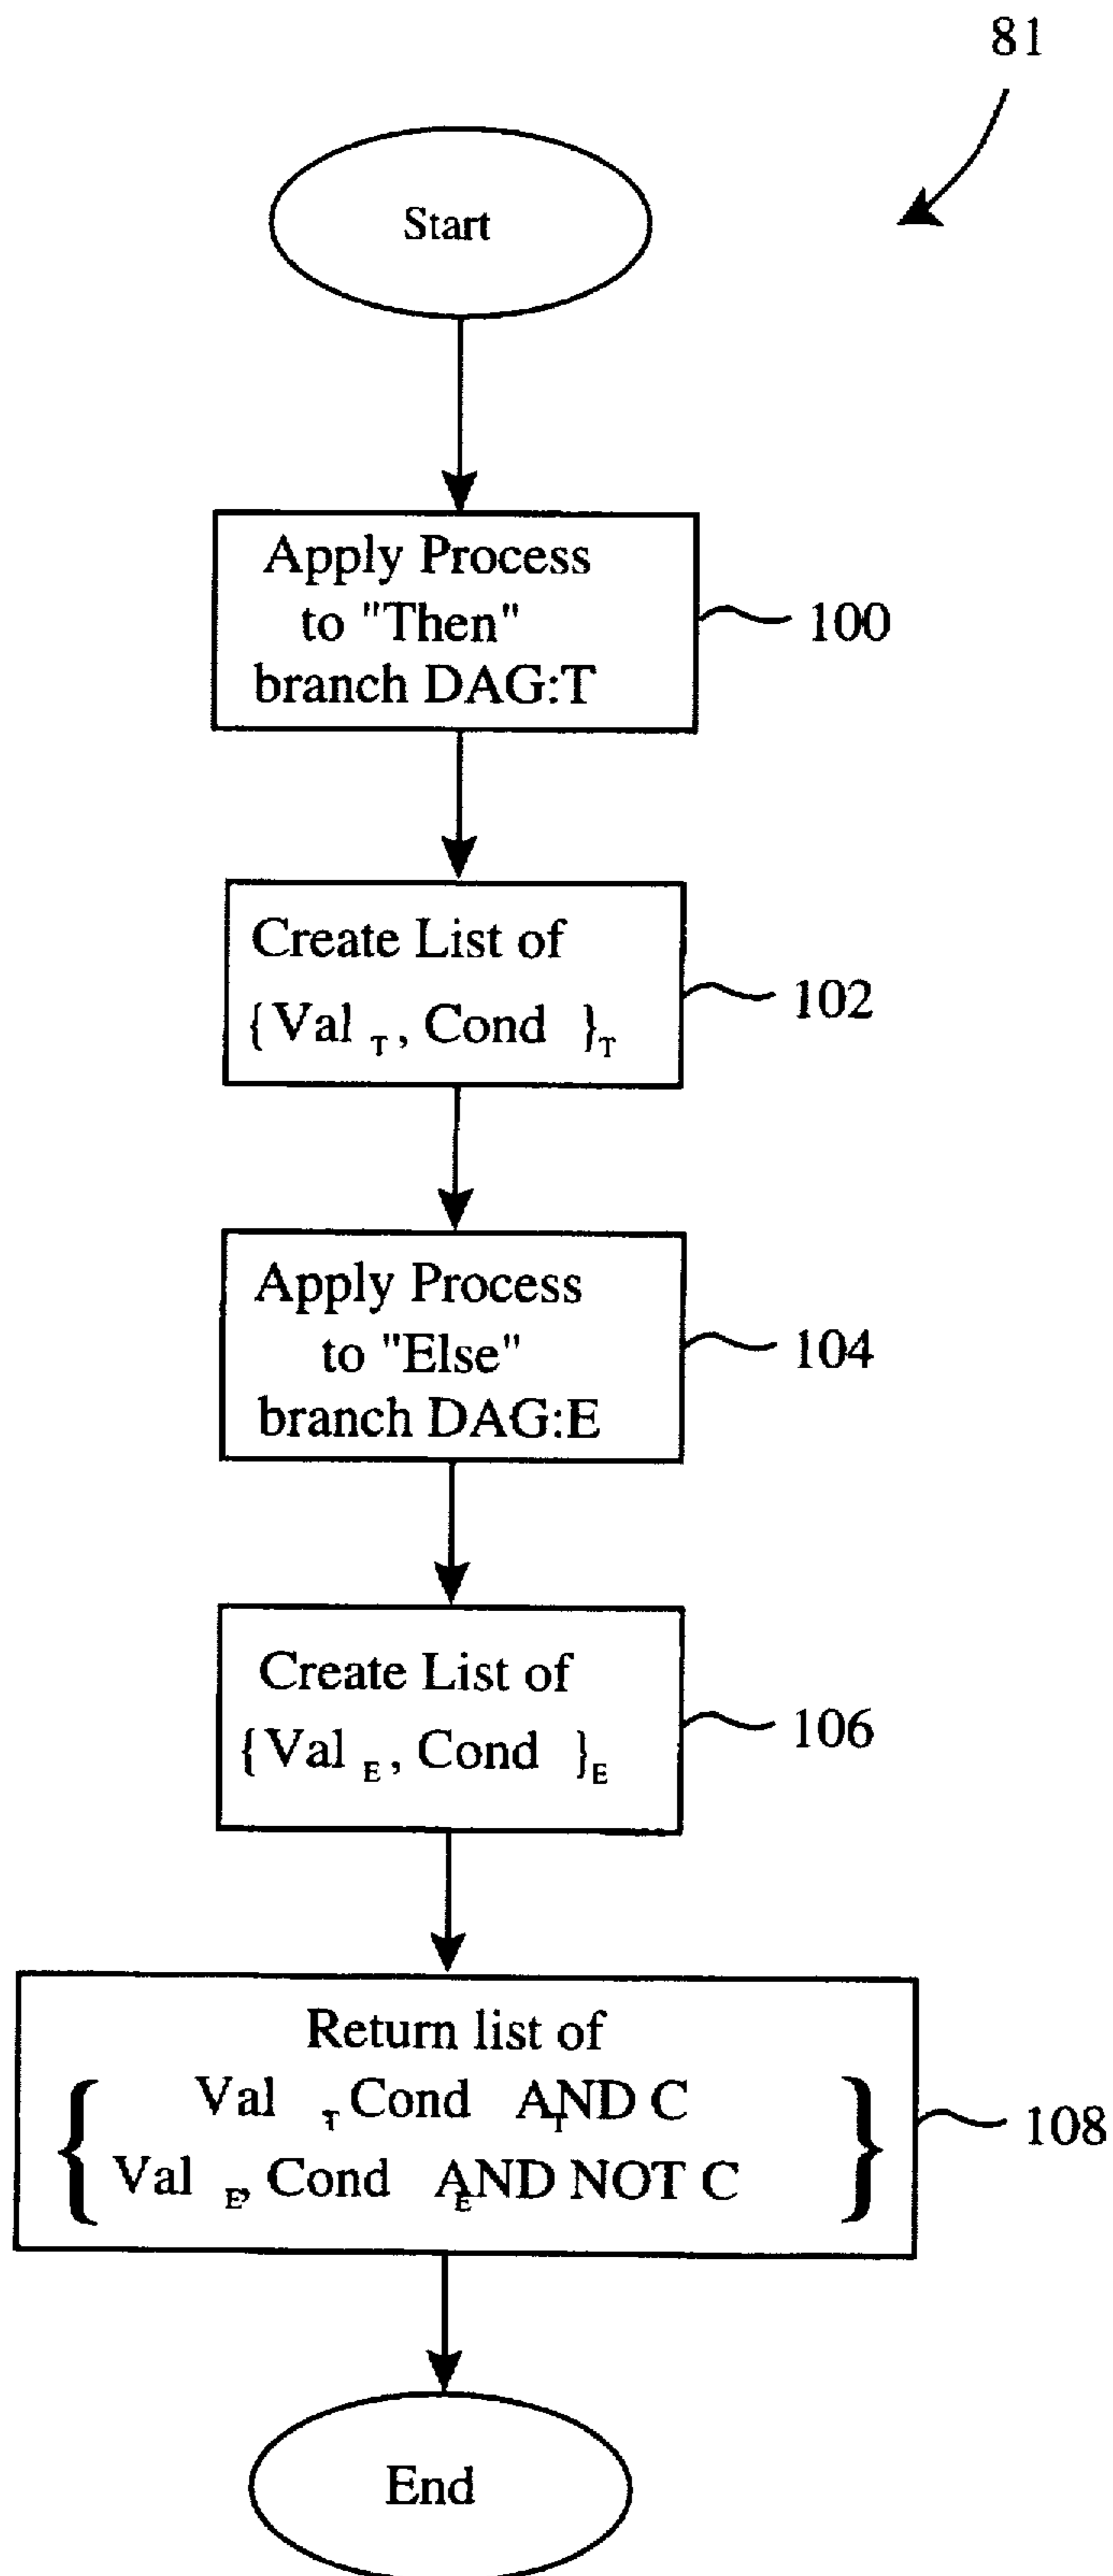 81
Start
Apply Process
to "Then"
branch DAG:T
100
Create List of
{Val T, Cond }T
102
Apply Process
to "Else"
branch DAG:E
104
Create List of
{Val E, Cond }E
106
Return list of
{ Val T, Cond T AND C
Val E, Cond E AND NOT C }
108
End